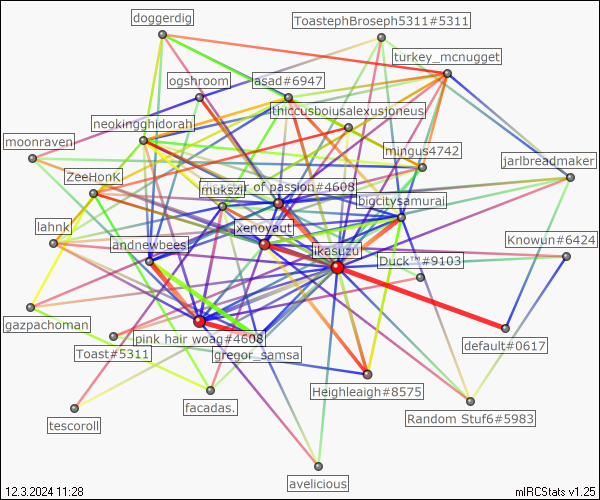 doggerdig
ToastephBroseph5311#5311
turkey_mcnugget
ogshroom
asad#6947
thiccusboiusalexusjoneus
neokingghidorah
moonraven
mingus4742
jarlbreadmaker
ZeeHonK
mukszi
ar of passion#4608
bigcitysamurai
lahnk
xenoyaut
andnewbees
ikasuzu
Knowun#6424
Duck™#9103
gazpachoman
pink hair woag#4608
default#0617
Toast#5311
gregor_samsa
Heighleaigh#8575
facadas.
Random Stuf6#5983
tescoroll
avelicious
12.3.2024 11:28
mIRCStats v1.25